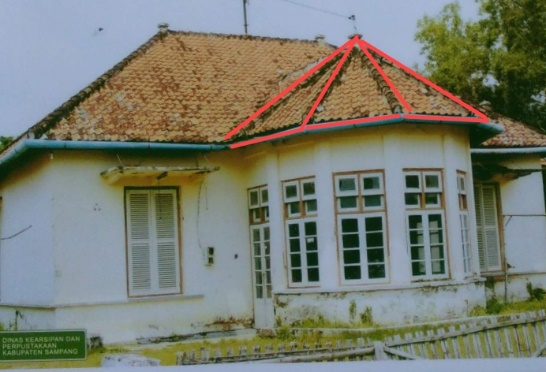 DINAS KEARSIPAN DAN
PERPUSTAKAAN
KABUPATEN SAMPANG